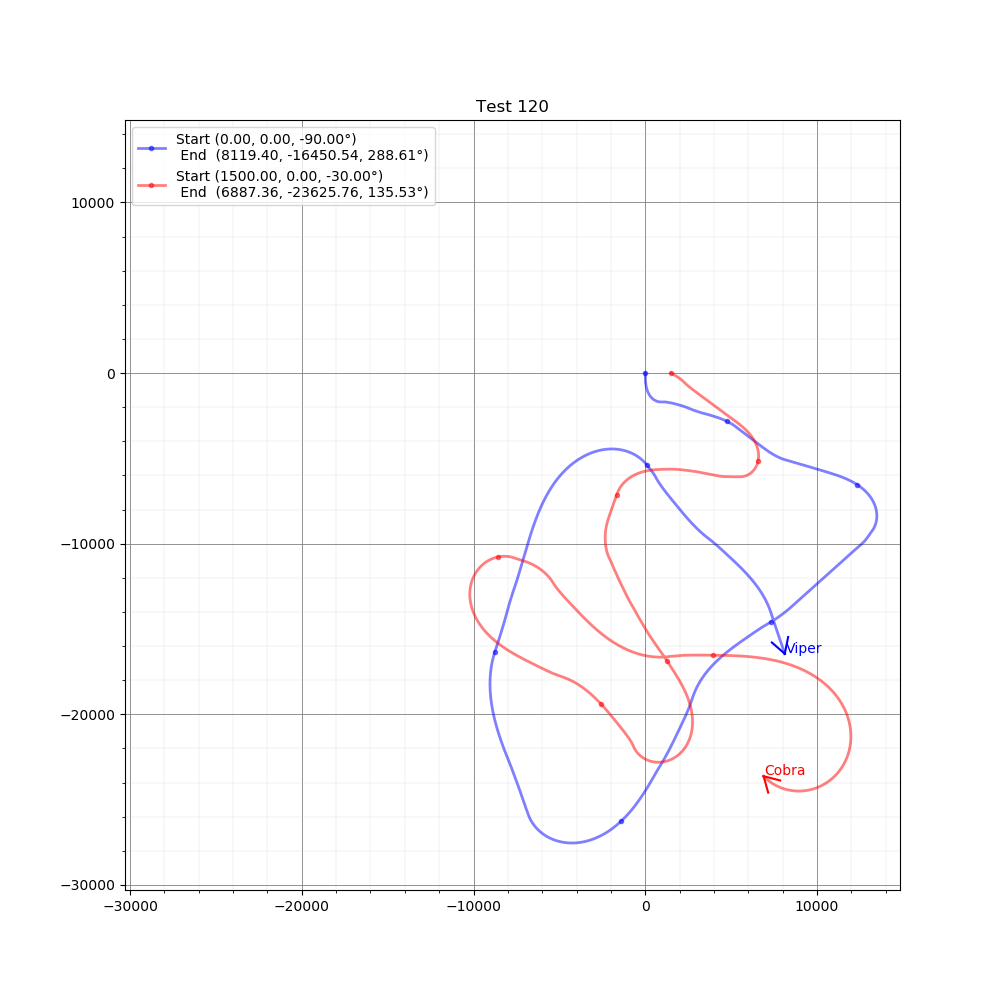 Test 120
Start (0.00, 0.00, -90.00°)
End  (8119.40, -16450.54, 288.61°)
Start (1500.00, 0.00, -30.00°)
End  (6887.36, -23625.76, 135.53°)
10000
0
−10000
−20000
−30000
Viper
Cobra
−30000
−20000
−10000
0
10000